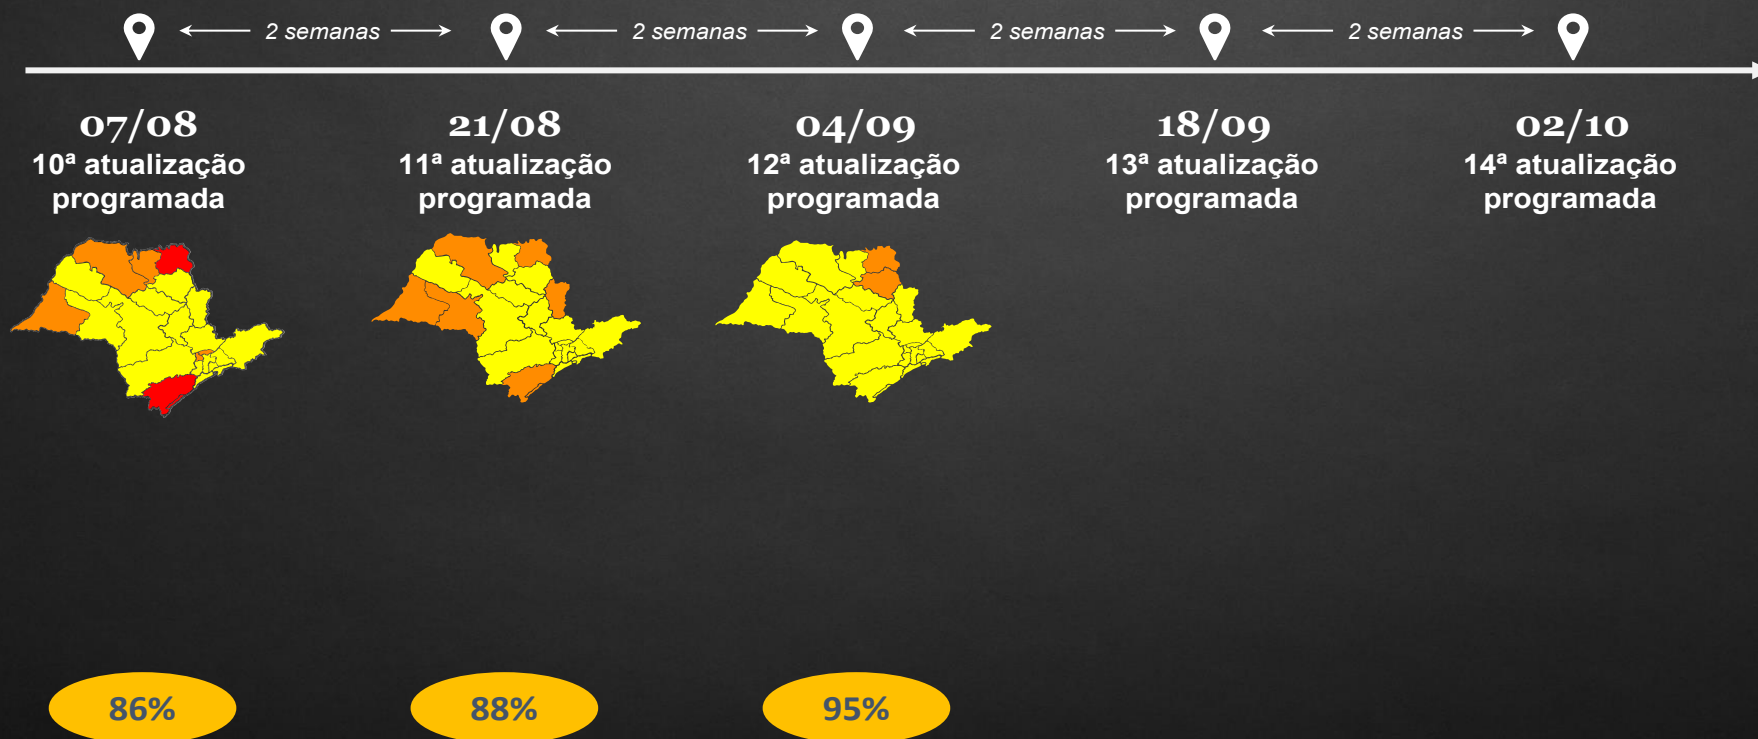 2 semanas
2 semanas
2 semanas
2 semanas
07/08
10ª atualização
programada
21/08
11ª atualização
programada
04/09
12ª atualização
programada
18/09
13ª atualização
programada
02/10
14ª atualização
programada
86%
88%
95%